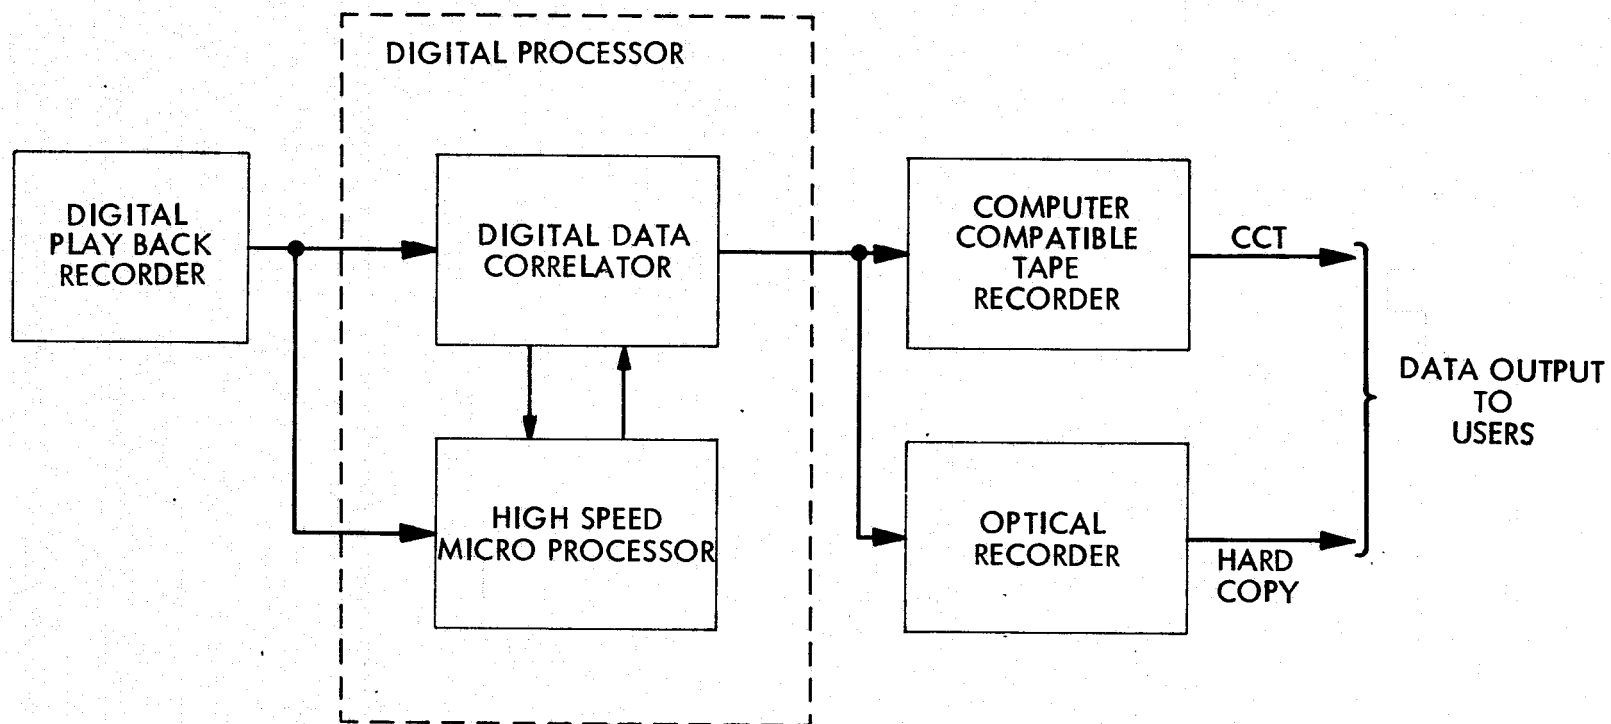 DIGITAL PROCESSOR
DIGITAL
PLAY BACK
RECORDER
DIGITAL DATA
CORRELATOR
COMPUTER
COMPATIBLE
TAPE
RECORDER
CCT
DATA OUTPUT
TO
USERS
HIGH SPEED
MICRO PROCESSOR
OPTICAL
RECORDER
HARD
COPY